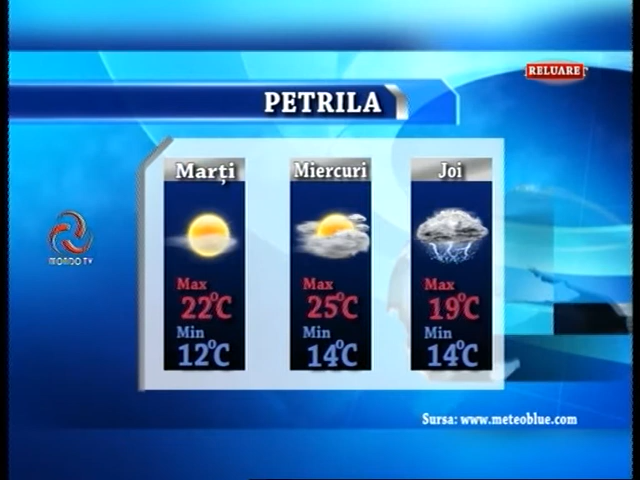 RELUARE
PETRILA
Marți Miercuri Joi
MONDO TV
Max Max Max
22°C 25°C 19°C
Min Min Min
12°C 14°C 14°C
Sursa: www.meteoblue.com